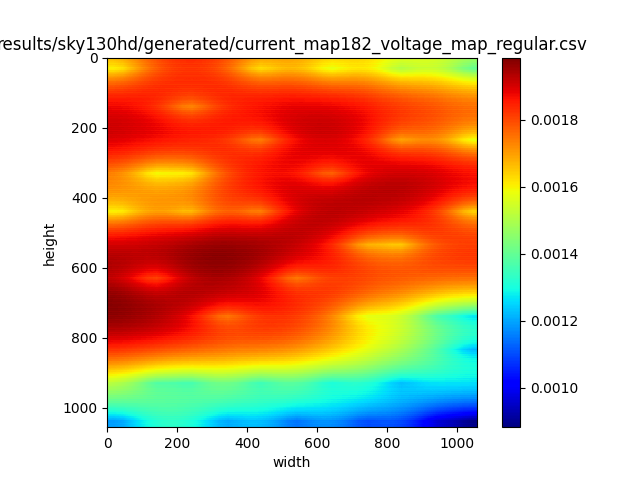 results/sky130hd/generated/current_map182_voltage_map_regular.csv
0
200
400
600
800
1000
height
0 200 400 600 800 1000
width
0.0018
0.0016
0.0014
0.0012
0.0010